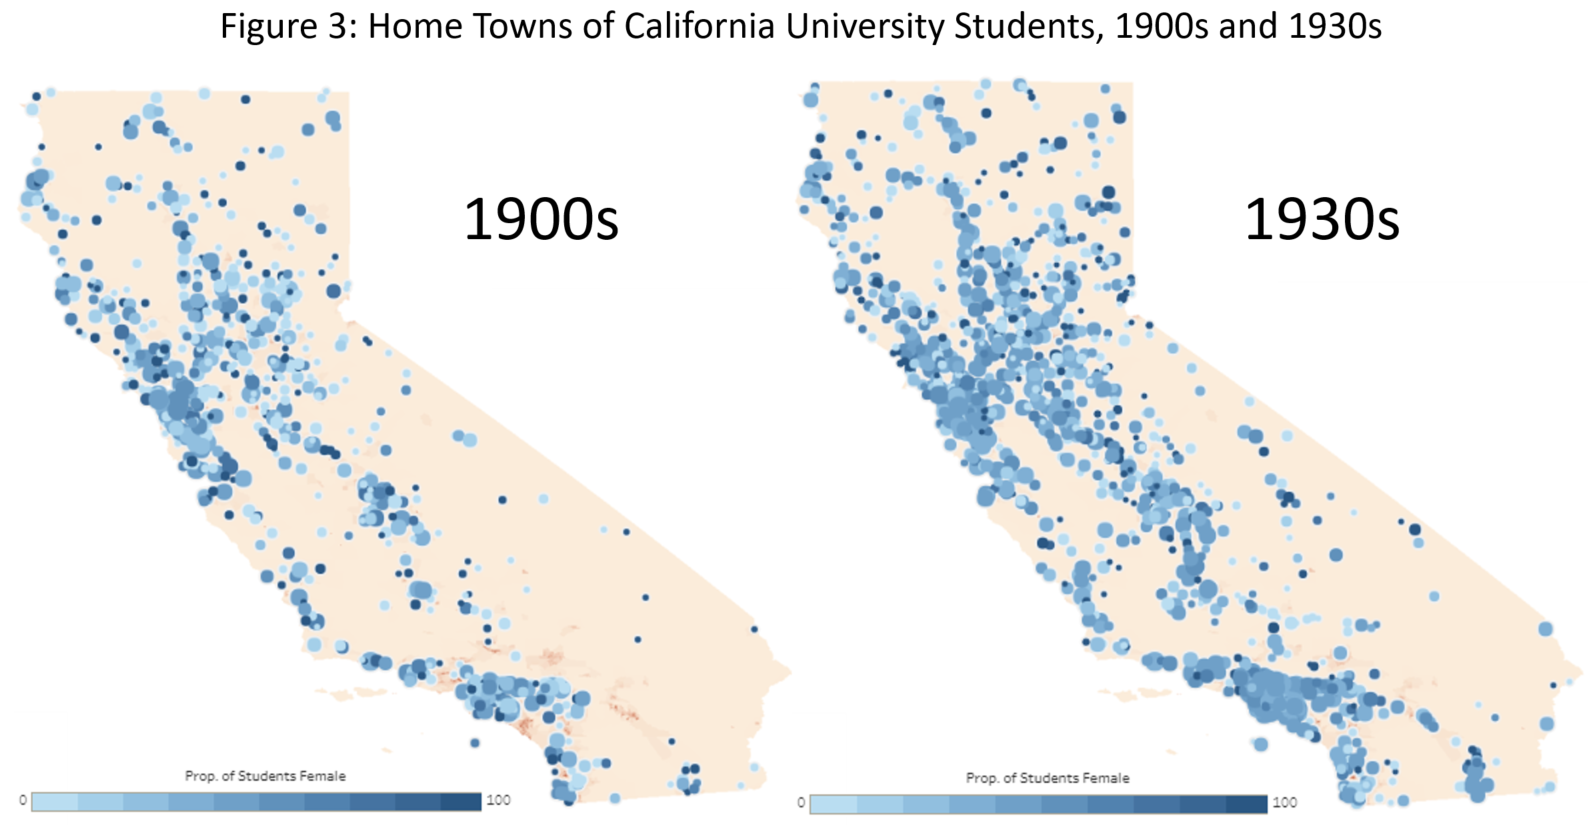 Figure 3: Home Towns of California University Students, 1900s and 1930s
1900s
1930s
Prop. of Students Female
0
100
Prop. of Students Female
0
100